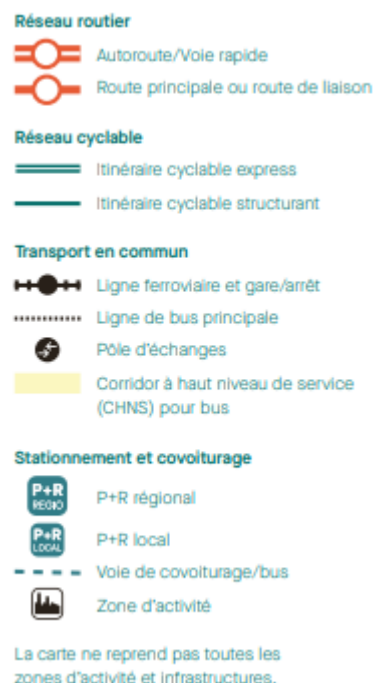 Réseau routier
Autoroute/Voie rapide
Route principale ou route de liaison
Réseau cyclable
Itinéraire cyclable express
Itinéraire cyclable structurant
Transport en commun
Ligne ferroviaire et gare/arrêt
Ligne de bus principale
Pôle d'échanges
Corridor à haut niveau de service
(CHNS) pour bus
Stationnement et covoiturage
P+R
REGIO
P+R régional
P+R
LOCAL
P+R local
Voie de covoiturage/bus
Zone d'activité
La carte ne reprend pas toutes les
zones d'activité et infrastructures.